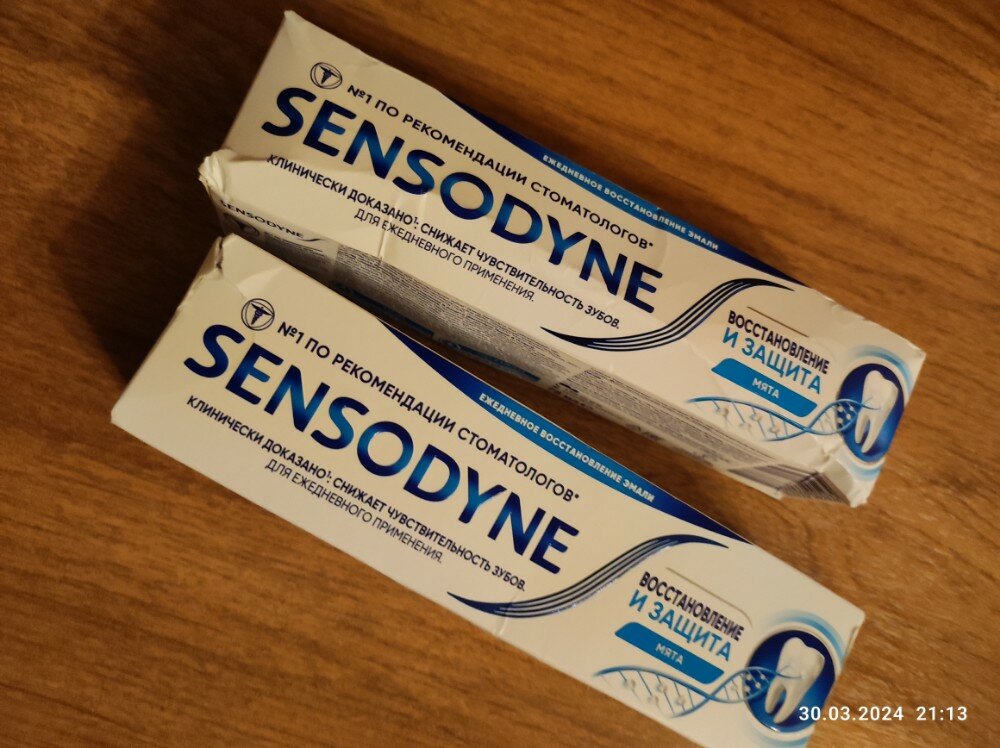 №1 ПО РЕКОМЕНДАЦИИ СТОМАТОЛОГОВ*
SENSODYNE
КЛИНИЧЕСКИ ДОКАЗАНО¹: СНИЖАЕТ ЧУВСТВИТЕЛЬНОСТЬ ЗУБОВ.
ДЛЯ ЕЖЕДНЕВНОГО ПРИМЕНЕНИЯ.
ЕЖЕДНЕВНОЕ ВОССТАНОВЛЕНИЕ ЭМАЛИ
ВОССТАНОВЛЕНИЕ
И ЗАЩИТА
МЯТА
SENSODYNE
№1 ПО РЕКОМЕНДАЦИИ СТОМАТОЛОГОВ*
SENSODYNE
КЛИНИЧЕСКИ ДОКАЗАНО¹: СНИЖАЕТ ЧУВСТВИТЕЛЬНОСТЬ ЗУБОВ.
ДЛЯ ЕЖЕДНЕВНОГО ПРИМЕНЕНИЯ.
ЕЖЕДНЕВНОЕ ВОССТАНОВЛЕНИЕ ЭМАЛИ
ВОССТАНОВЛЕНИЕ
И ЗАЩИТА
МЯТА
30.03.2024 21:13